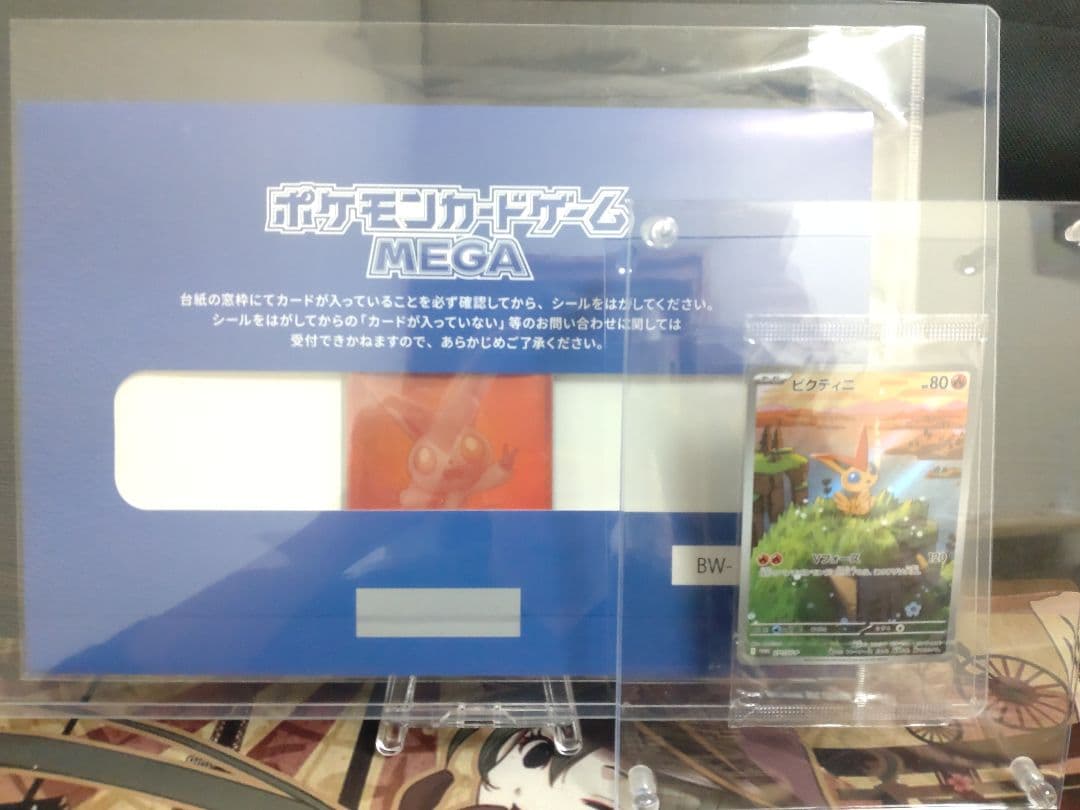 ポケモンカードゲーム
MEGA
台紙の窓枠にてカードが入っていることを必ず確認してから、シールをはがしてください。
シールをはがしてからの「カードが入っていない」等のお問い合わせに関しては
受付できかねますので、あらかじめご了承ください。
BW-
ビクティニ
80
Vフォース
120